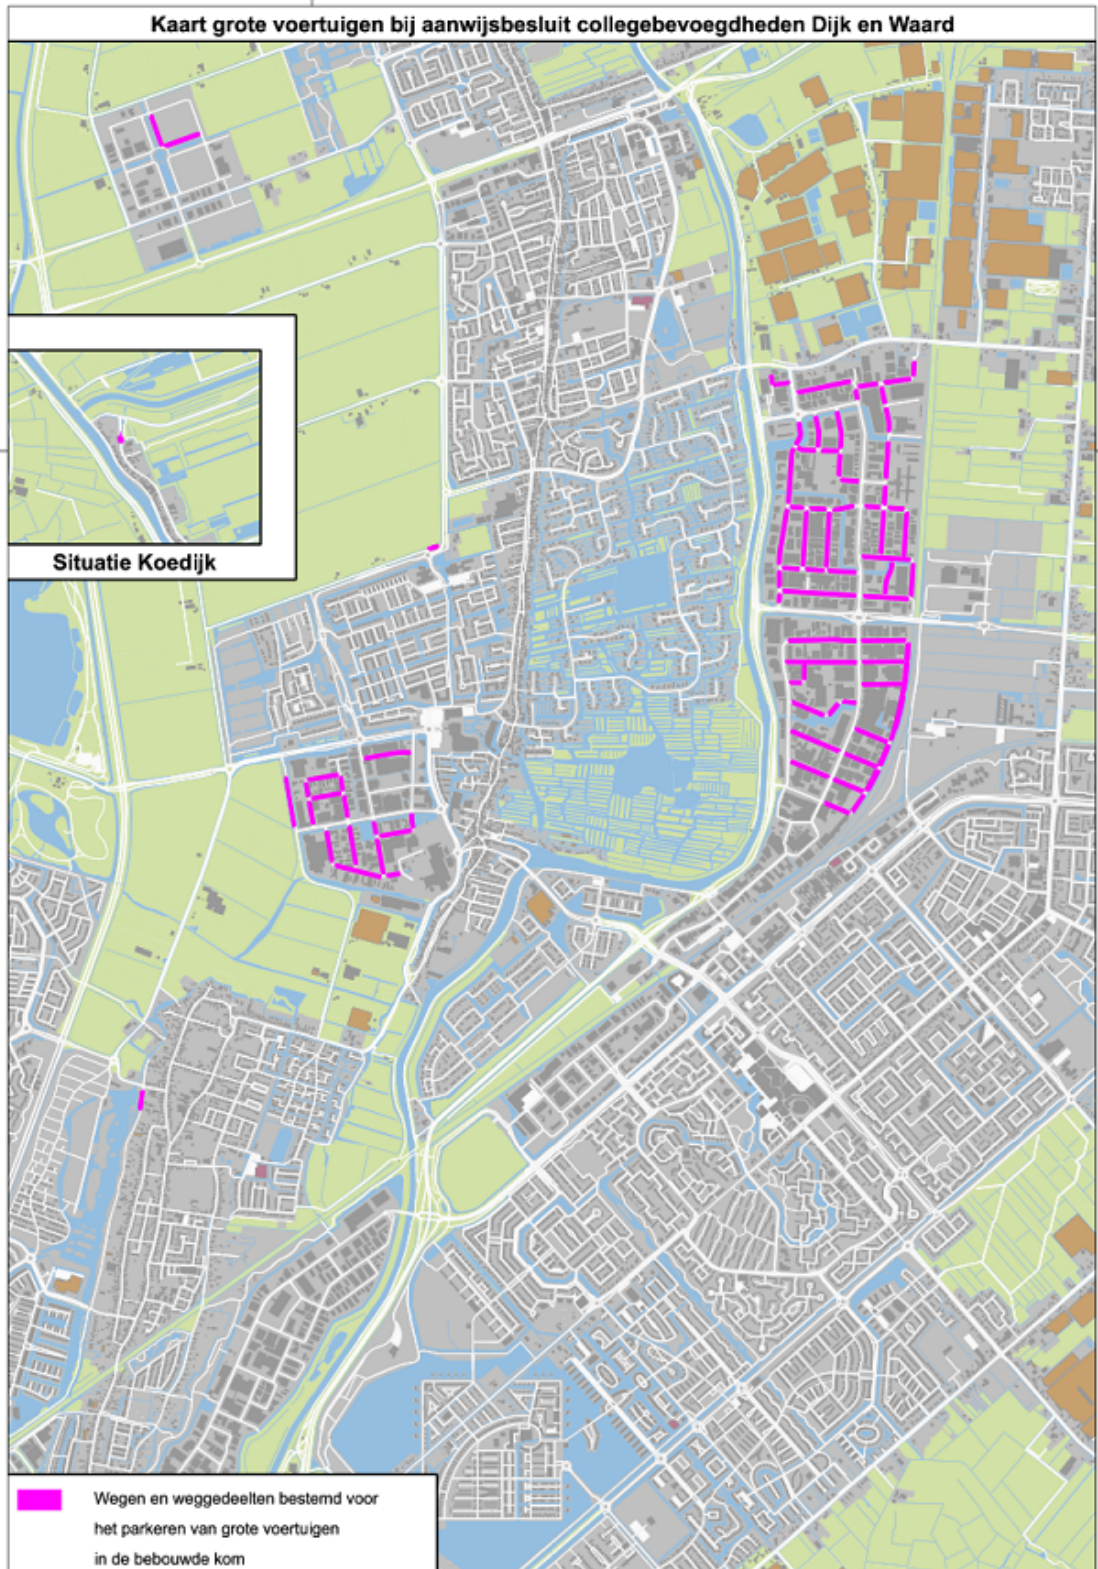 Kaart grote voertuigen bij aanwijsbesluit collegebevoegdheden Dijk en Waard
Situatie Koedijk
Wegen en weggedeelten bestemd voor
het parkeren van grote voertuigen
in de bebouwde kom